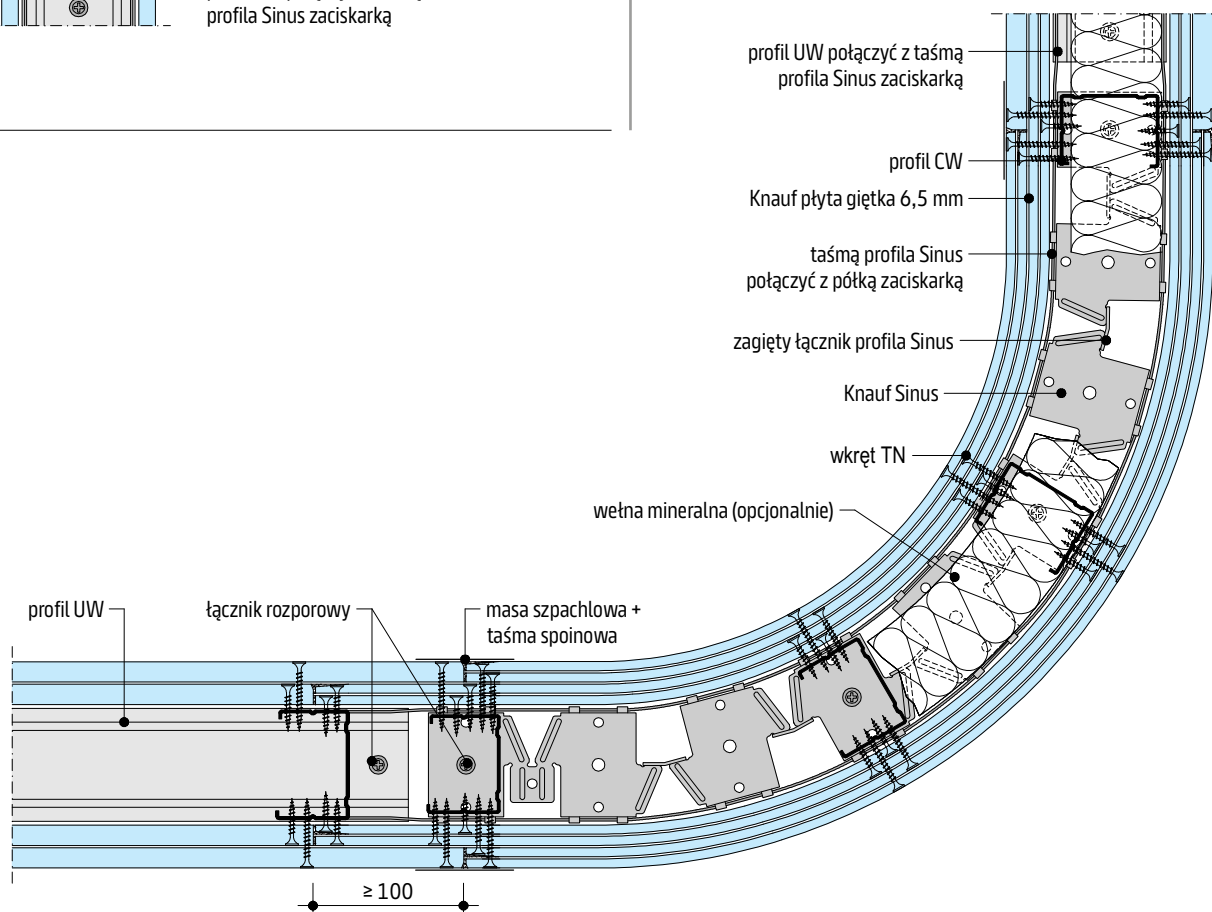 profila Sinus zaciskarką
profil UW połączyć z taśmą
profila Sinus zaciskarką
profil CW
Knauf płyta giętka 6,5 mm
taśmą profila Sinus
połączyć z półką zaciskarką
zagięty łącznik profila Sinus
Knauf Sinus
wkręt TN
wełna mineralna (opcjonalnie)
profil UW
łącznik rozporowy
masa szpachlowa +
taśma spoinowa
≥ 100